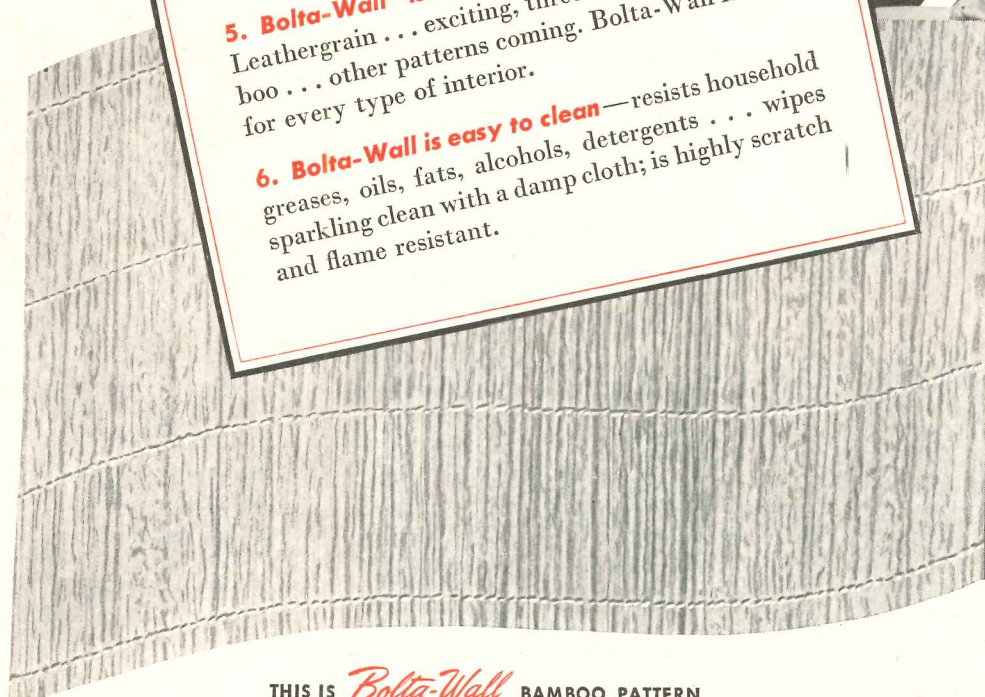 5. Bolta-Wall
Leathergrain . . . exciting,
boo . . . other patterns coming. Bolta-Wall
for every type of interior.
6. Bolta-Wall is easy to clean—resists household
greases, oils, fats, alcohols, detergents . . . wipes
sparkling clean with a damp cloth; is highly scratch
and flame resistant.
THIS IS Bolta-Wall BAMBOO PATTERN